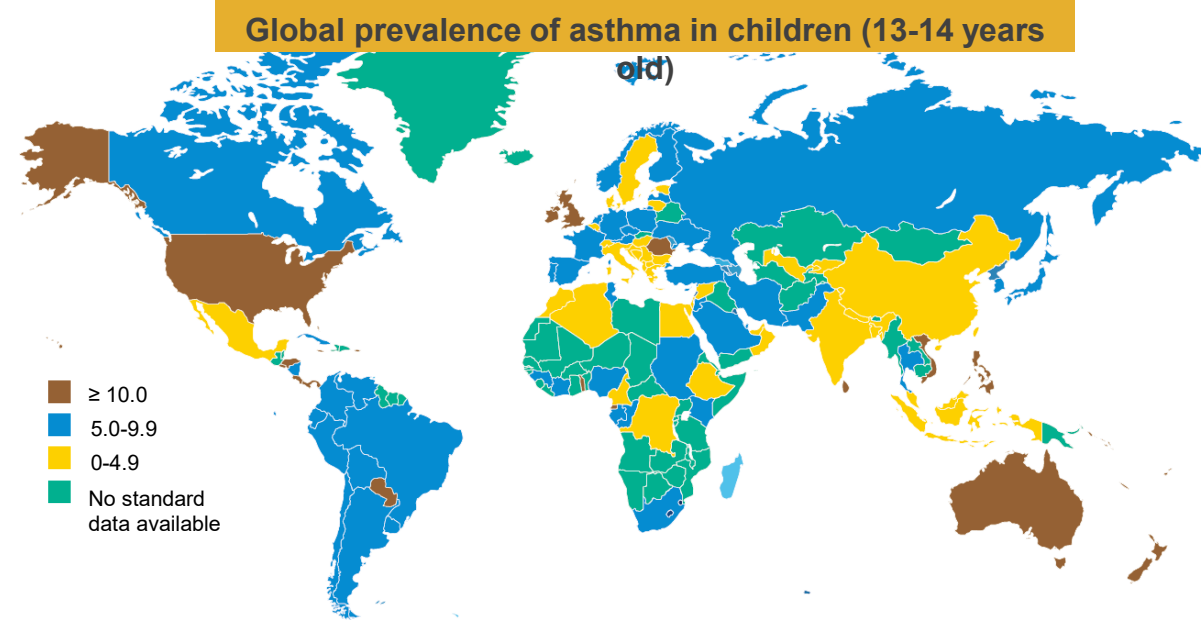 Global prevalence of asthma in children (13-14 years
old)
≥ 10.0
5.0-9.9
0-4.9
No standard
data available